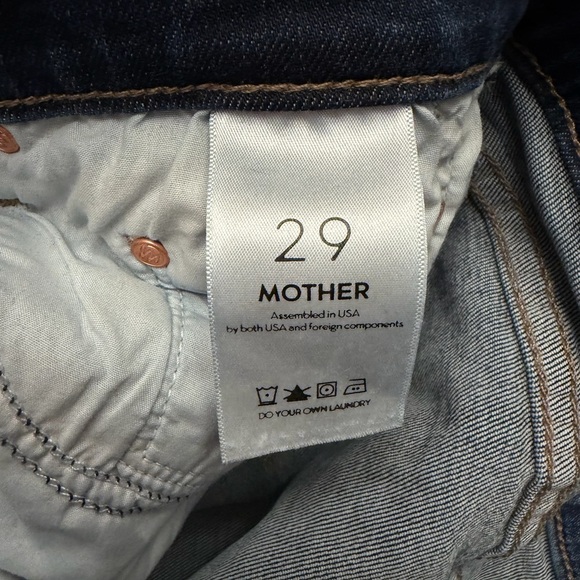 29
MOTHER
Assembled in USA
by both USA and foreign components
DO YOUR OWN LAUNDRY